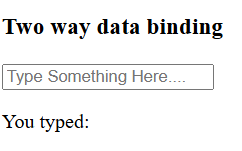 Two way data binding
Type Something Here....
You typed: